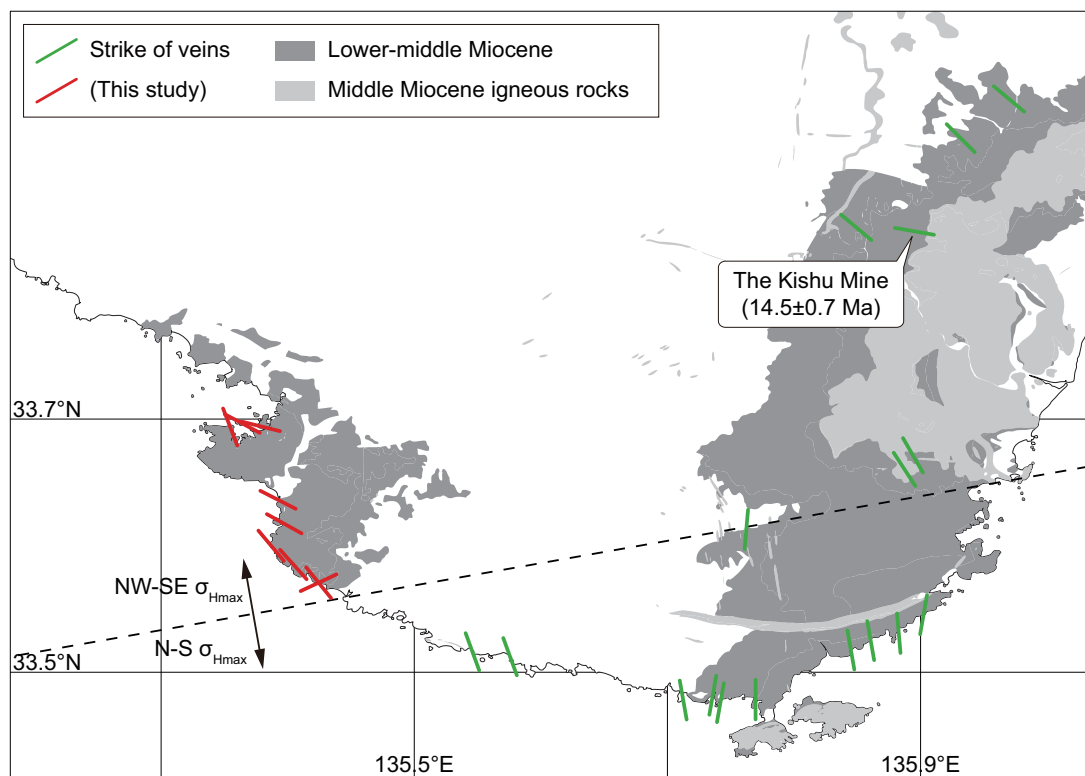 Strike of veins
(This study)
Lower-middle Miocene
Middle Miocene igneous rocks
The Kishu Mine
(14.5±0.7 Ma)
33.7°N
NW-SE σHmax
N-S σHmax
33.5°N
135.5°E
135.9°E